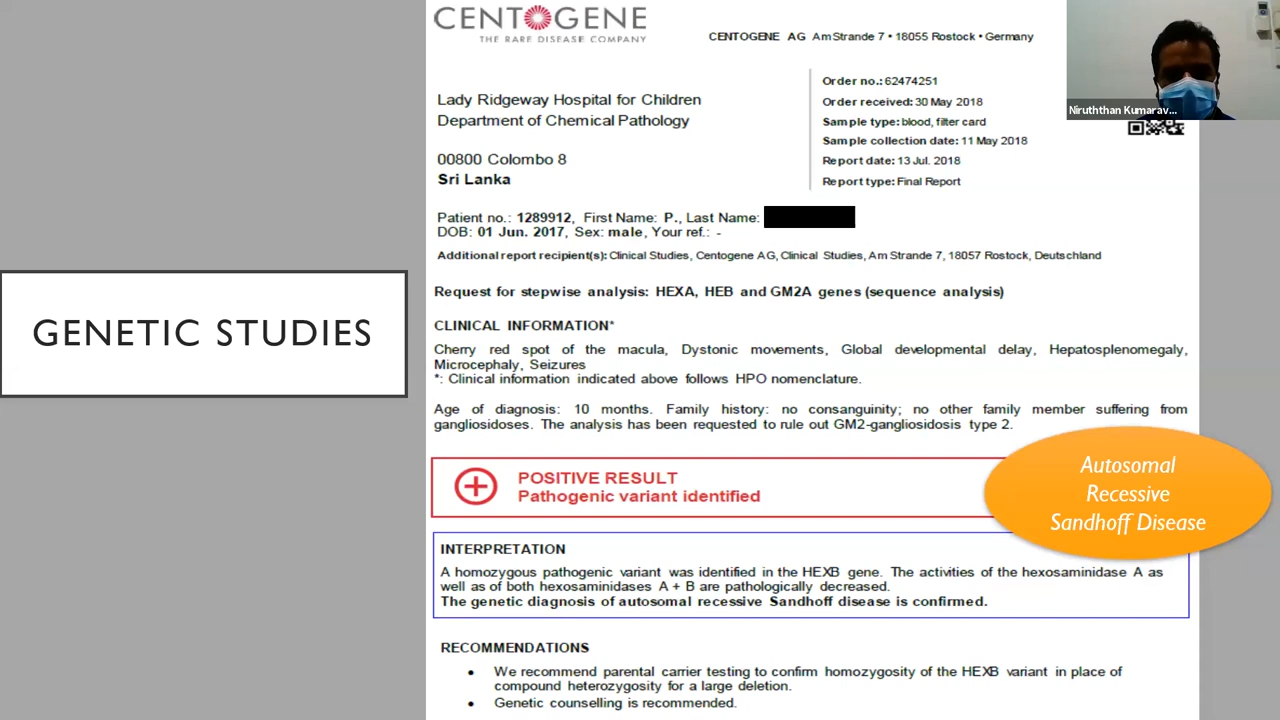 GENETIC STUDIES
CENTOGENE
THE RARE DISEASE COMPANY
CENTOGENE AG Am Strande 7 • 18055 Rostock • Germany
Niruththan Kumarav...
Lady Ridgeway Hospital for Children
Department of Chemical Pathology
00800 Colombo 8
Sri Lanka
Order no.: 62474251
Order received: 30 May 2018
Sample type: blood, filter card
Sample collection date: 11 May 2018
Report date: 13 Jul. 2018
Report type: Final Report
Patient no.: 1289912, First Name: P., Last Name:
DOB: 01 Jun. 2017, Sex: male, Your ref.: -
Additional report recipient(s): Clinical Studies, Centogene AG, Clinical Studies, Am Strande 7, 18057 Rostock, Deutschland
Request for stepwise analysis: HEXA, HEB and GM2A genes (sequence analysis)
CLINICAL INFORMATION*
Cherry red spot of the macula, Dystonic movements, Global developmental delay, Hepatosplenomegaly,
Microcephaly, Seizures
*: Clinical information indicated above follows HPO nomenclature.
Age of diagnosis: 10 months. Family history: no consanguinity; no other family member suffering from
gangliosidoses. The analysis has been requested to rule out GM2-gangliosidosis type 2.
POSITIVE RESULT
Pathogenic variant identified
Autosomal
Recessive
Sandhoff Disease
INTERPRETATION
A homozygous pathogenic variant was identified in the HEXB gene. The activities of the hexosaminidase A as
well as of both hexosaminidases A + B are pathologically decreased.
The genetic diagnosis of autosomal recessive Sandhoff disease is confirmed.
RECOMMENDATIONS
• We recommend parental carrier testing to confirm homozygosity of the HEXB variant in place of
compound heterozygosity for a large deletion.
• Genetic counselling is recommended.